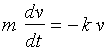 m dv/dt = −k v